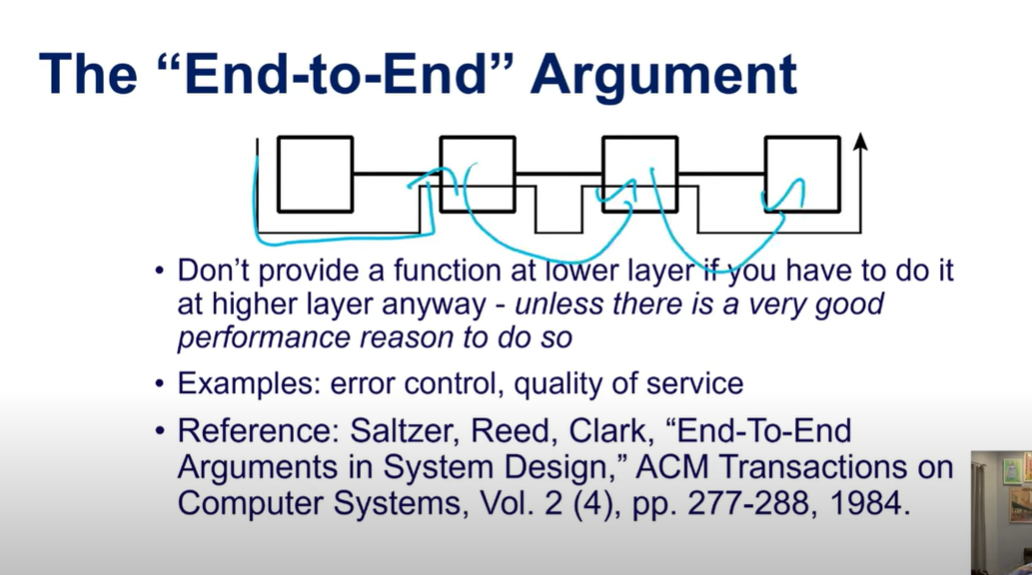 The “End-to-End” Argument
• Don’t provide a function at lower layer if you have to do it
at higher layer anyway - unless there is a very good
performance reason to do so
• Examples: error control, quality of service
• Reference: Saltzer, Reed, Clark, “End-To-End
Arguments in System Design,” ACM Transactions on
Computer Systems, Vol. 2 (4), pp. 277-288, 1984.